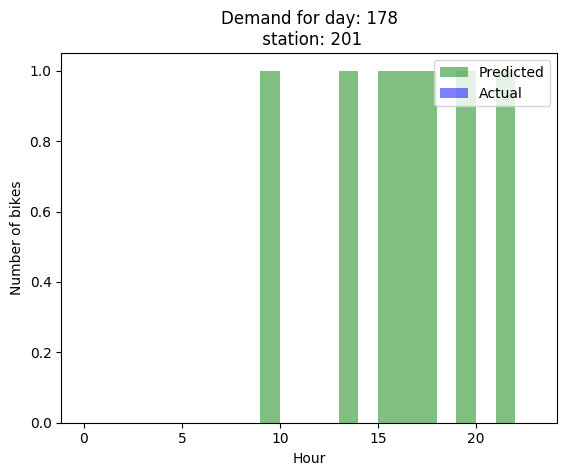 Demand for day: 178
station: 201
Predicted
Actual
1.0
0.8
0.6
0.4
0.2
0.0
Number of bikes
0 5 10 15 20
Hour